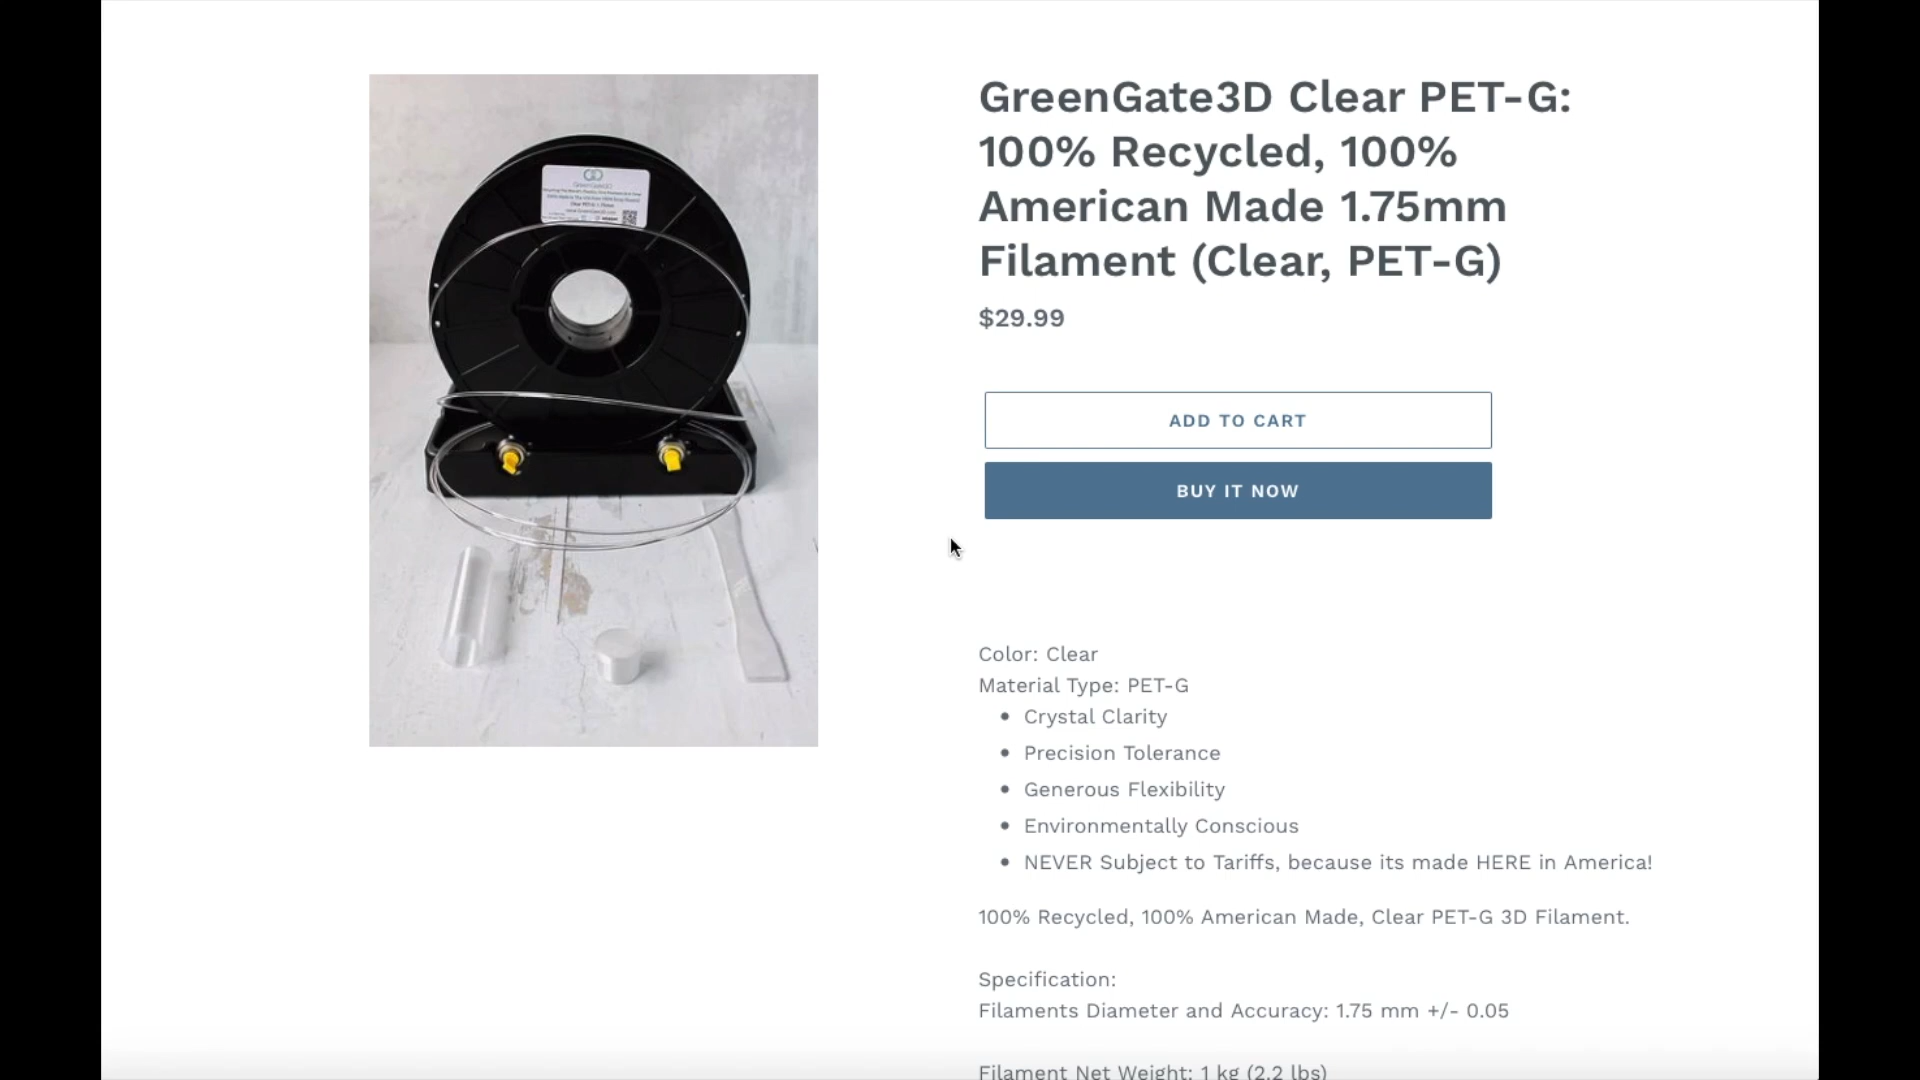 GreenGate3D Clear PET-G:
100% Recycled, 100%
American Made 1.75mm
Filament (Clear, PET-G)
$29.99
ADD TO CART
BUY IT NOW
Color: Clear
Material Type: PET-G
• Crystal Clarity
• Precision Tolerance
• Generous Flexibility
• Environmentally Conscious
• NEVER Subject to Tariffs, because its made HERE in America!
100% Recycled, 100% American Made, Clear PET-G 3D Filament.
Specification:
Filaments Diameter and Accuracy: 1.75 mm +/- 0.05
Filament Net Weight: 1 kg (2.2 lbs)
GreenGate3D